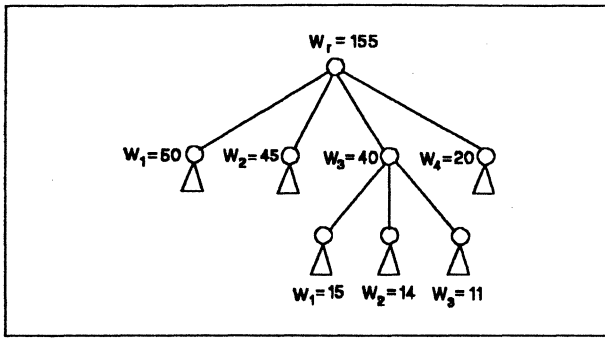 W_r = 155
W_1 = 50 W_2 = 45 W_3 = 40 W_4 = 20
W_1 = 15 W_2 = 14 W_3 = 11